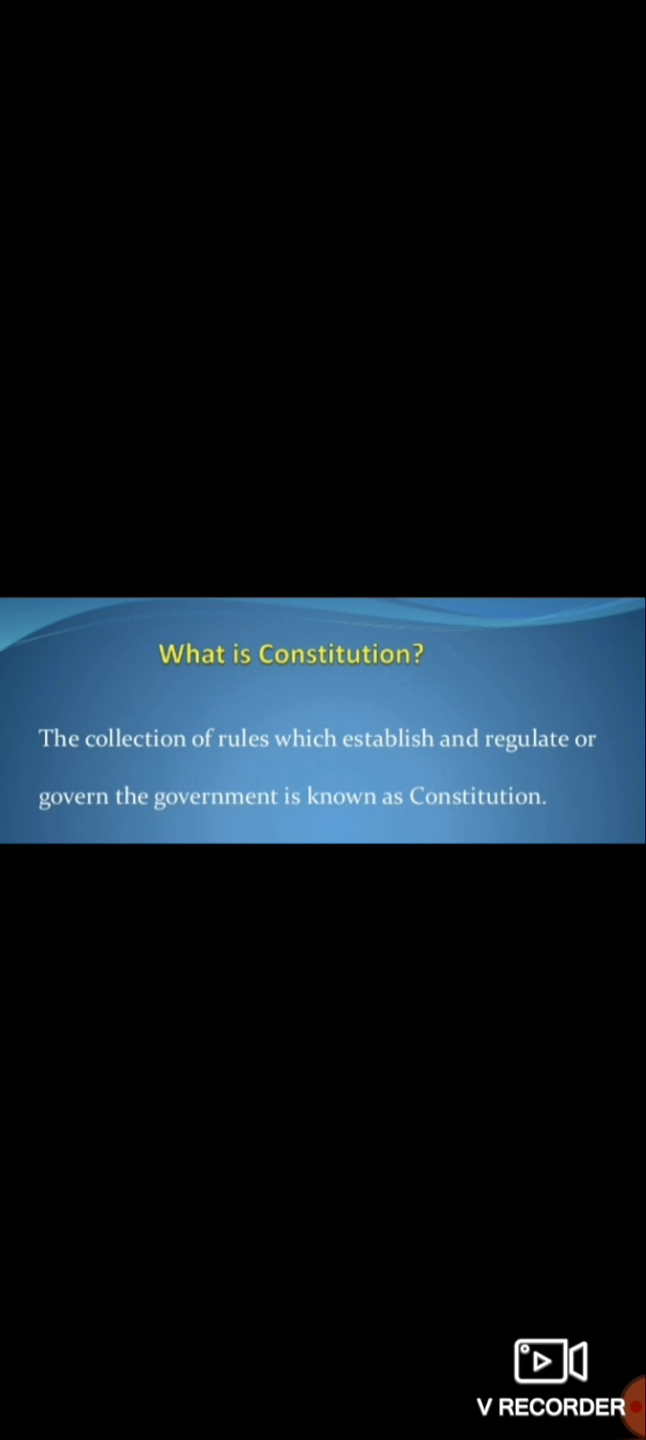 What is Constitution?
The collection of rules which establish and regulate or
govern the government is known as Constitution.
V RECORDER